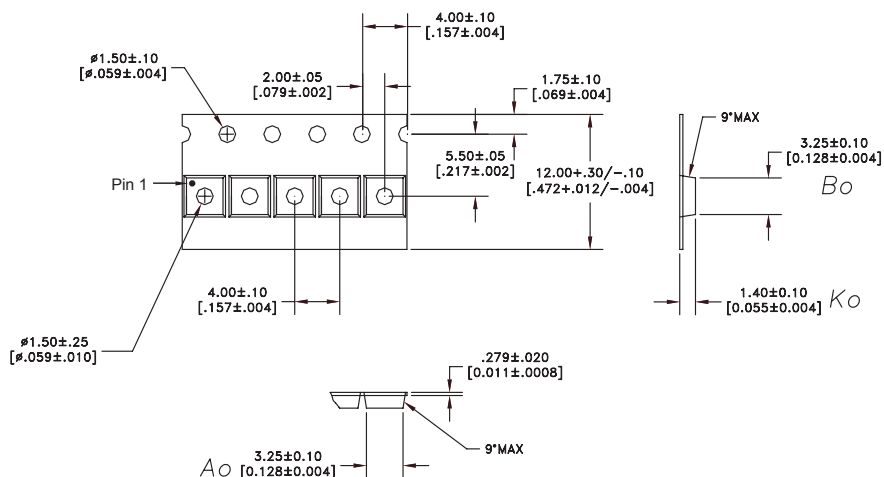 4.00±.10
[.157±.004]
ø1.50±.10
[ø.059±.004]
2.00±.05
[.079±.002]
1.75±.10
[.069±.004]
9°MAX
3.25±0.10
[0.128±0.004]
Bo
5.50±.05
[.217±.002]
12.00+.30/-.10
[.472+.012/-.004]
Pin 1
4.00±.10
[.157±.004]
1.40±0.10
[0.055±0.004]
Ko
ø1.50±.25
[ø.059±.010]
.279±.020
[0.011±.0008]
9°MAX
Ao
3.25±0.10
[0.128±0.004]